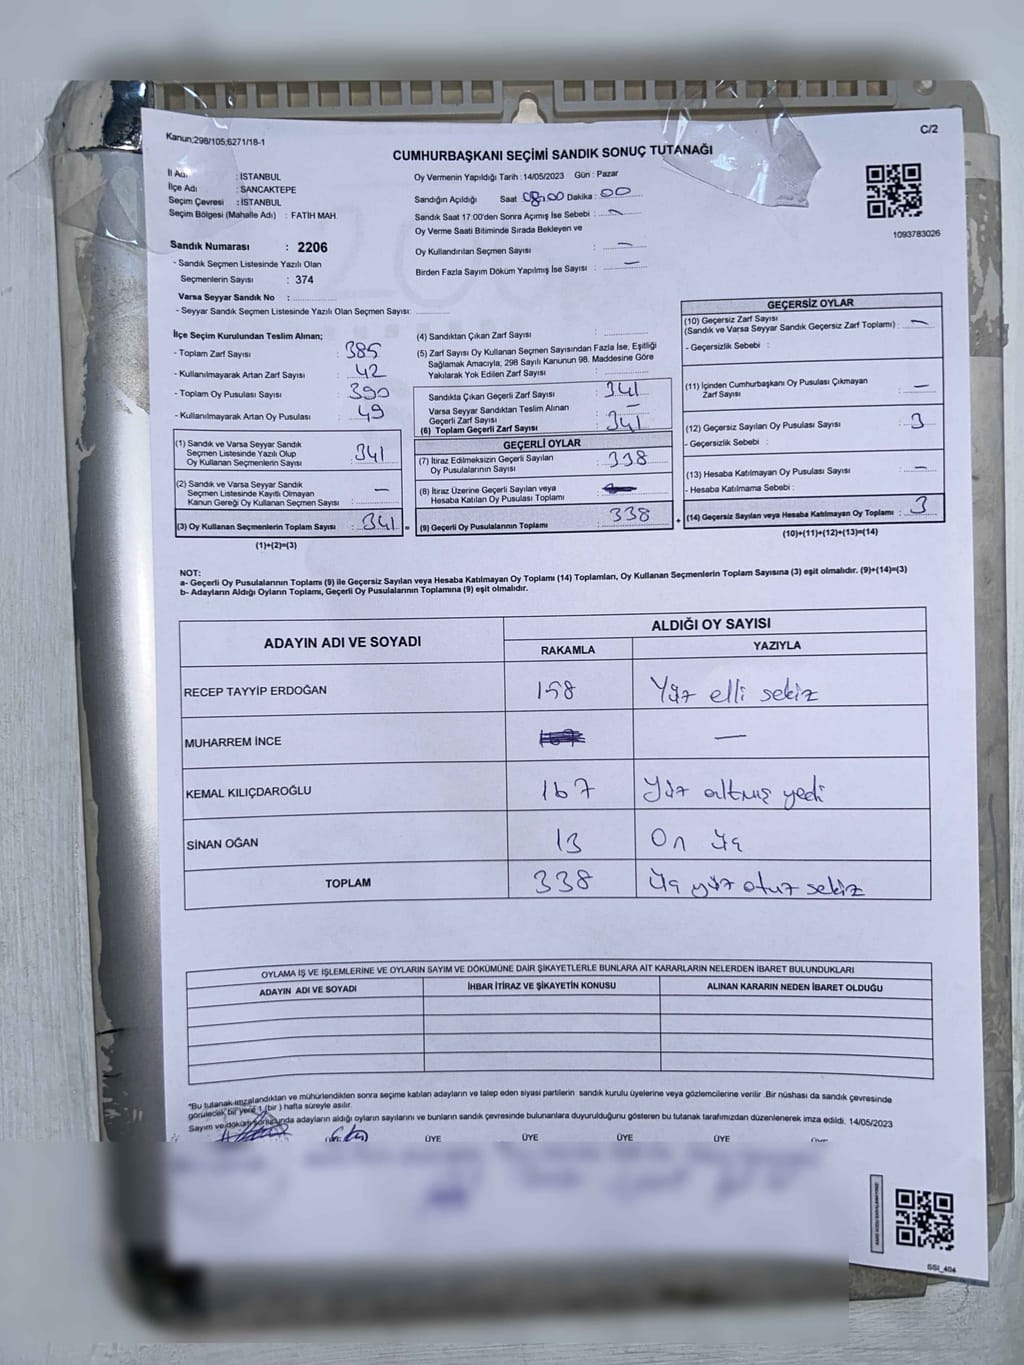 Kanun;298/105;6271/18-1
C/2
CUMHURBAŞKANI SEÇİMİ SANDIK SONUÇ TUTANAĞI
İl Adı : İSTANBUL
İlçe Adı : SANCAKTEPE
Seçim Çevresi : İSTANBUL
Seçim Bölgesi (Mahalle Adı) : FATİH MAH.
Sandık Numarası : 2206
- Sandık Seçmen Listesinde Yazılı Olan
Seçmenlerin Sayısı : 374
Varsa Seyyar Sandık No :
- Seyyar Sandık Seçmen Listesinde Yazılı Olan Seçmen Sayısı:
Oy Vermenin Yapıldığı Tarih :14/05/2023 Gün : Pazar
Sandığın Açıldığı Saat 08:00 Dakika : 00
Sandık Saat 17:00'den Sonra Açımış İse Sebebi : -
Oy Verme Saati Bitiminde Sırada Bekleyen ve
Oy Kullandırılan Seçmen Sayısı : -
Birden Fazla Sayım Döküm Yapılmış İse Sayısı : -
1093783026
İlçe Seçim Kurulundan Teslim Alınan;
- Toplam Zarf Sayısı : 385
- Kullanılmayarak Artan Zarf Sayısı : 42
- Toplam Oy Pusulası Sayısı : 390
- Kullanılmayarak Artan Oy Pusulası : 49
(1) Sandık ve Varsa Seyyar Sandık
Seçmen Listesinde Yazılı Olup
Oy Kullanan Seçmenlerin Sayısı : 341
(2) Sandık ve Varsa Seyyar Sandık
Seçmen Listesinde Kayıtlı Olmayan
Kanun Gereği Oy Kullanan Seçmen Sayısı : -
(3) Oy Kullanan Seçmenlerin Toplam Sayısı : 341 =
(1)+(2)=(3)
(4) Sandıktan Çıkan Zarf Sayısı :
(5) Zarf Sayısı Oy Kullanan Seçmen Sayısından Fazla İse, Eşitliği
Sağlamak Amacıyla; 298 Sayılı Kanunun 98. Maddesine Göre
Yakılarak Yok Edilen Zarf Sayısı :
Sandıkta Çıkan Geçerli Zarf Sayısı : 341
Varsa Seyyar Sandıktan Teslim Alınan
Geçerli Zarf Sayısı : -
(6) Toplam Geçerli Zarf Sayısı : 341
GEÇERLİ OYLAR
(7) İtiraz Edilmeksizin Geçerli Sayılan
Oy Pusulalarının Sayısı : 338
(8) İtiraz Üzerine Geçerli Sayılan veya
Hesaba Katılan Oy Pusulası Toplamı :
(9) Geçerli Oy Pusulalarının Toplamı : 338 +
GEÇERSİZ OYLAR
(10) Geçersiz Zarf Sayısı
(Sandık ve Varsa Seyyar Sandık Geçersiz Zarf Toplamı) : -
- Geçersizlik Sebebi :
(11) İçinden Cumhurbaşkanı Oy Pusulası Çıkmayan
Zarf Sayısı : -
(12) Geçersiz Sayılan Oy Pusulası Sayısı : 3
- Geçersizlik Sebebi :
(13) Hesaba Katılmayan Oy Pusulası Sayısı : -
- Hesaba Katılmama Sebebi :
(14) Geçersiz Sayılan veya Hesaba Katılmayan Oy Toplamı : 3
(10)+(11)+(12)+(13)=(14)
NOT:
a- Geçerli Oy Pusulalarının Toplamı (9) ile Geçersiz Sayılan veya Hesaba Katılmayan Oy Toplamı (14) Toplamları, Oy Kullanan Seçmenlerin Toplam Sayısına (3) eşit olmalıdır. (9)+(14)=(3)
b- Adayların Aldığı Oyların Toplamı, Geçerli Oy Pusulalarının Toplamına (9) eşit olmalıdır.
ADAYIN ADI VE SOYADI
ALDIĞI OY SAYISI
RAKAMLA YAZIYLA
RECEP TAYYİP ERDOĞAN 158 Yüz elli sekiz
MUHARREM İNCE -
KEMAL KILIÇDAROĞLU 167 Yüz altmış yedi
SİNAN OĞAN 13 On üç
TOPLAM 338 Üç yüz otuz sekiz
OYLAMA İŞ VE İŞLEMLERİNE VE OYLARIN SAYIM VE DÖKÜMÜNE DAİR ŞİKAYETLERLE BUNLARA AİT KARARLARIN NELERDEN İBARET BULUNDUKLARI
ADAYIN ADI VE SOYADI İHBAR İTİRAZ VE ŞİKAYETİN KONUSU ALINAN KARARIN NEDEN İBARET OLDUĞU
*Bu tutanak imzalandıktan ve mühürlendikten sonra seçime katılan adayların ve talep eden siyasi partilerin sandık kurulu üyelerine veya gözlemcilerine verilir .Bir nüshası da sandık çevresinde
görülecek bir yere 1 (bir ) hafta süreyle asılır.
Sayım ve döküm sonucunda adayların aldığı oyların sayılarını ve bunların sandık çevresinde bulunanlara duyurulduğunu gösteren bu tutanak tarafımızdan düzenlenerek imza edildi. 14/05/2023
ÜYE ÜYE ÜYE ÜYE
SSI_404